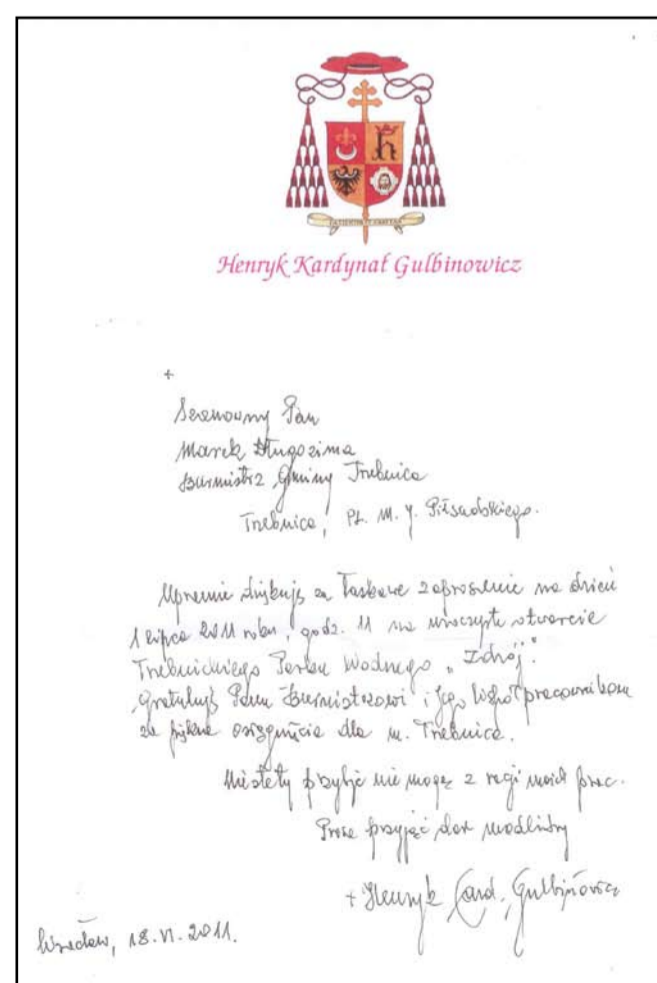 Henryk Kardynał Gulbinowicz
+
Szanowny Pan
Marek Długozima
Burmistrz Gminy Trzebnica
Trzebnica, Pl. M. J. Piłsudskiego.
Uprzejmie dziękuję za łaskawe zaproszenie na dzień
1 lipca 2011 roku, godz. 11 na uroczyste otwarcie
Trzebnickiego Parku Wodnego „Zdrój".
Gratuluję Panu Burmistrzowi i Jego Współpracownikom
za piękne osiągnięcie dla m. Trzebnica.
Niestety przybyć nie mogę z racji moich prac.
Proszę przyjąć dar modlitwy
+ Henryk Card. Gulbinowicz
Wrocław, 18.VI.2011.